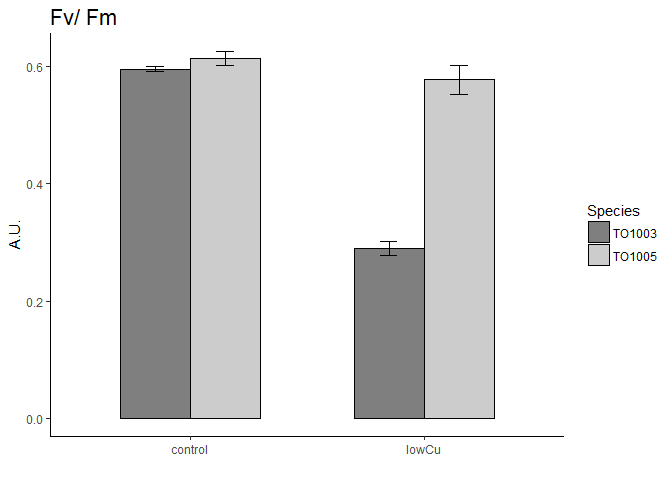 Fv/ Fm
0.6
0.4
0.2
0.0
A.U.
control
lowCu
Species
TO1003
TO1005